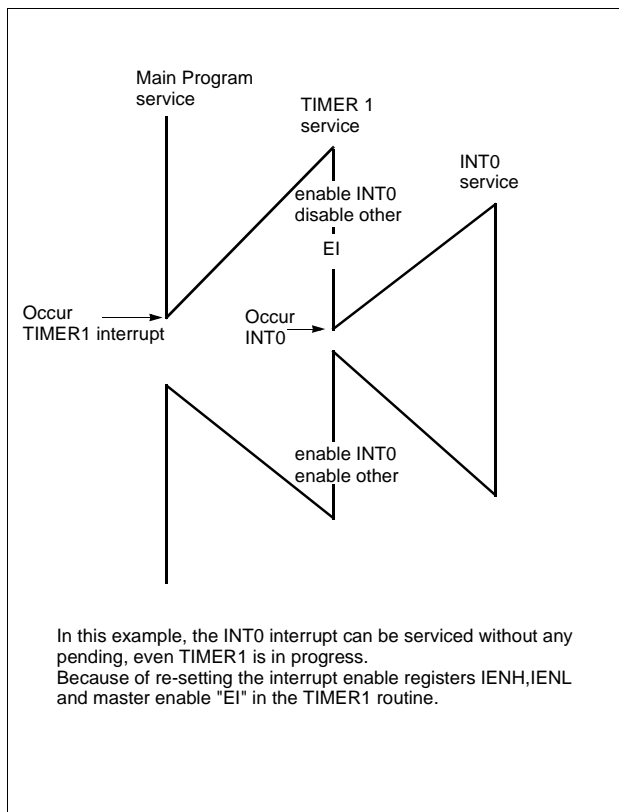 Main Program
service
TIMER 1
service
INT0
service
enable INT0
disable other
EI
Occur
TIMER1 interrupt
Occur
INT0
enable INT0
enable other
In this example, the INT0 interrupt can be serviced without any
pending, even TIMER1 is in progress.
Because of re-setting the interrupt enable registers IENH,IENL
and master enable "EI" in the TIMER1 routine.